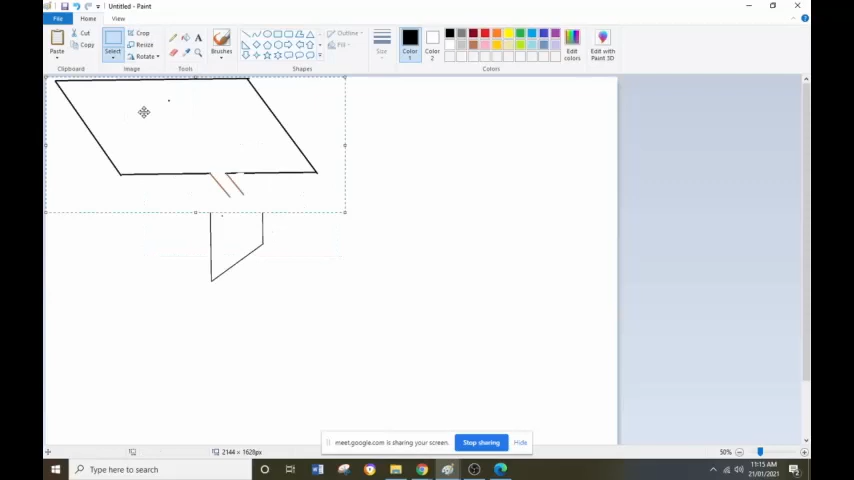 Untitled - Paint
File Home View
Paste
Cut
Copy
Clipboard
Select
Crop
Resize
Rotate
Image
Tools
Brushes
Shapes
Outline
Fill
Size
Color
1
Color
2
Colors
Edit
colors
Edit with
Paint 3D
meet.google.com is sharing your screen. Stop sharing Hide
2144 × 1628px
50%
Type here to search
11:15 AM
21/01/2021